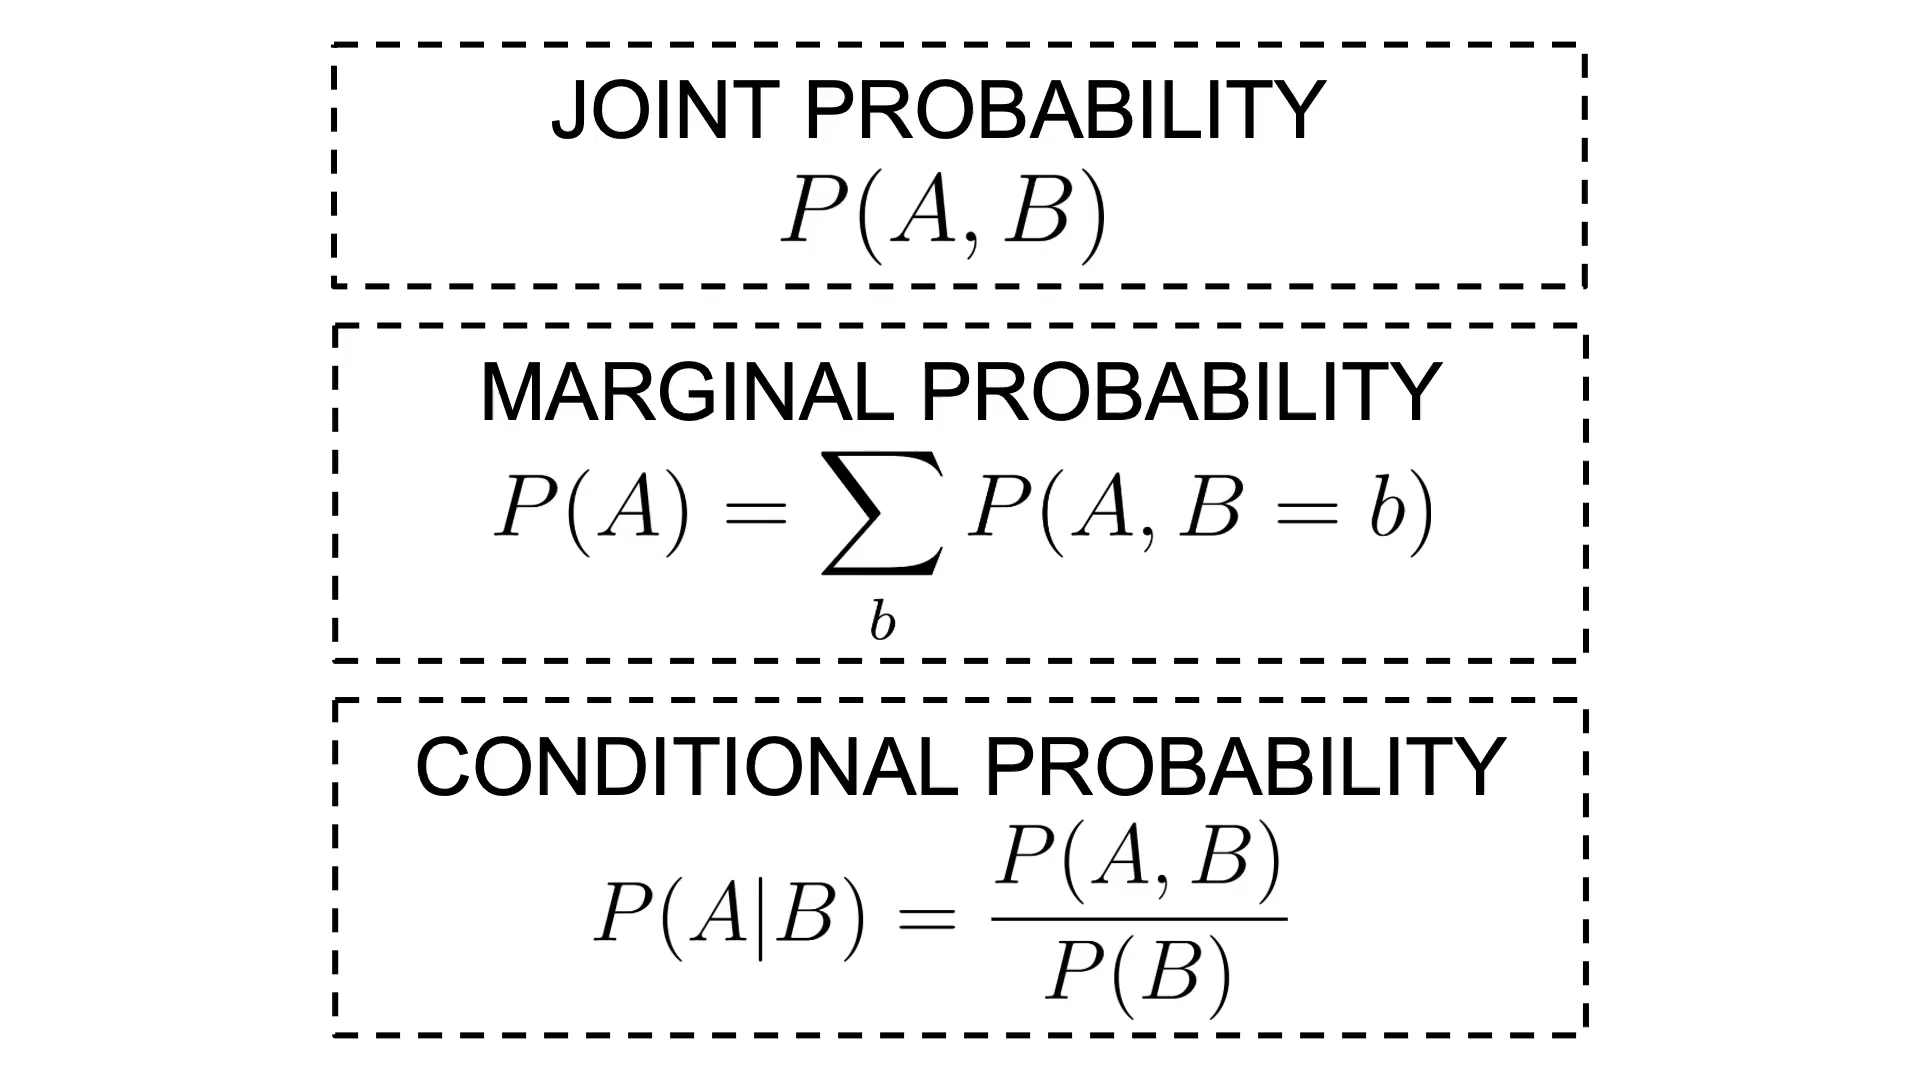 JOINT PROBABILITY
P(A, B)
MARGINAL PROBABILITY
P(A) = ∑ P(A, B = b)
b
CONDITIONAL PROBABILITY
P(A, B)
P(A|B) =
P(B)